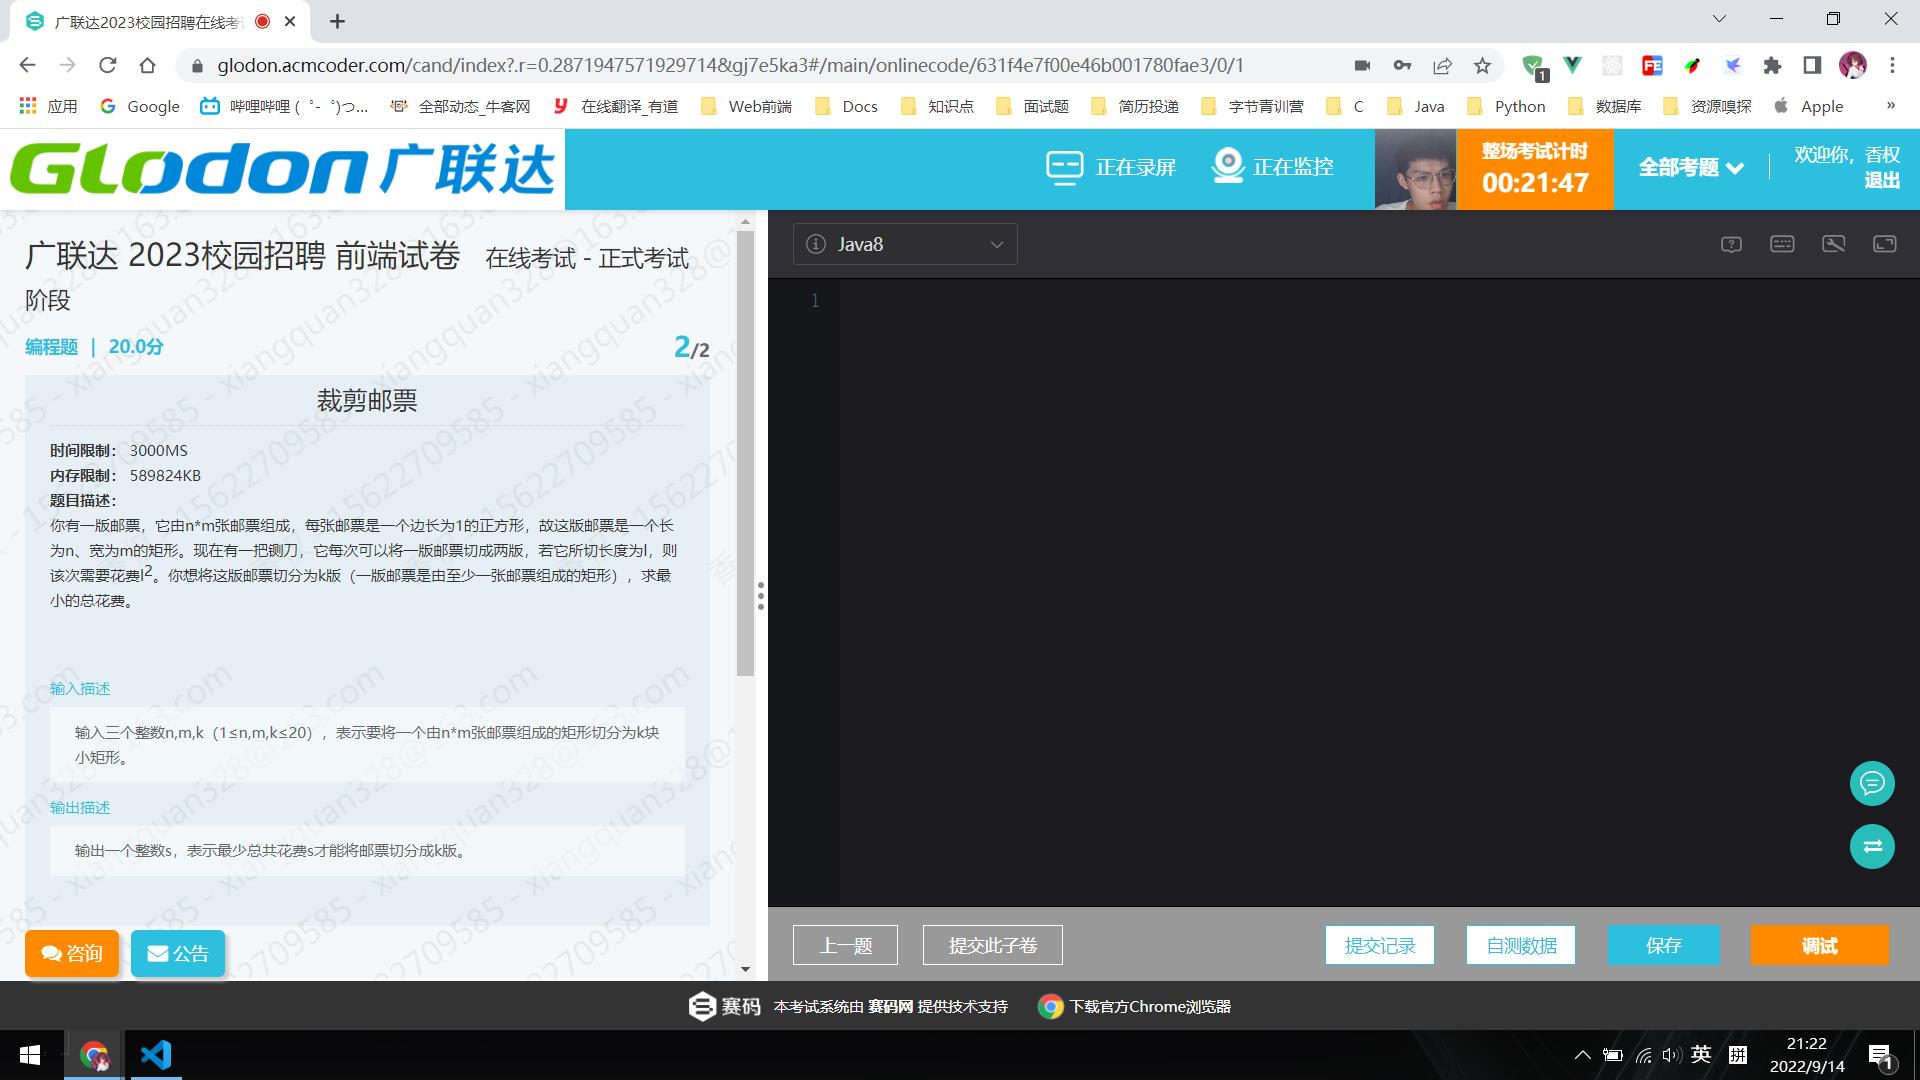 广联达2023校园招聘在线考
glodon.acmcoder.com/cand/index?.r=0.2871947571929714&gj7e5ka3#/main/onlinecode/631f4e7f00e46b001780fae3/0/1
1
应用
Google
哔哩哔哩 (゜-゜)つ...
全部动态_牛客网
在线翻译_有道
Web前端
Docs
知识点
面试题
简历投递
字节青训营
C
Java
Python
数据库
资源嗅探
Apple
»
GLODON 广联达
正在录屏
正在监控
整场考试计时
00:21:47
全部考题
欢迎你，香权
退出
广联达 2023校园招聘 前端试卷 在线考试 - 正式考试
阶段
编程题 | 20.0分
2/2
裁剪邮票
时间限制： 3000MS
内存限制： 589824KB
题目描述：
你有一版邮票，它由n*m张邮票组成，每张邮票是一个边长为1的正方形，故这版邮票是一个长
为n、宽为m的矩形。现在有一把铡刀，它每次可以将一版邮票切成两版，若它所切长度为l，则
该次需要花费l²。你想将这版邮票切分为k版（一版邮票是由至少一张邮票组成的矩形），求最
小的总花费。
输入描述
输入三个整数n,m,k（1≤n,m,k≤20），表示要将一个由n*m张邮票组成的矩形切分为k块
小矩形。
输出描述
输出一个整数s，表示最少总共花费s才能将邮票切分成k版。
咨询
公告
Java8
1
上一题
提交此子卷
提交记录
自测数据
保存
调试
赛码 本考试系统由 赛码网 提供技术支持
下载官方Chrome浏览器
英
拼
21:22
2022/9/14
1